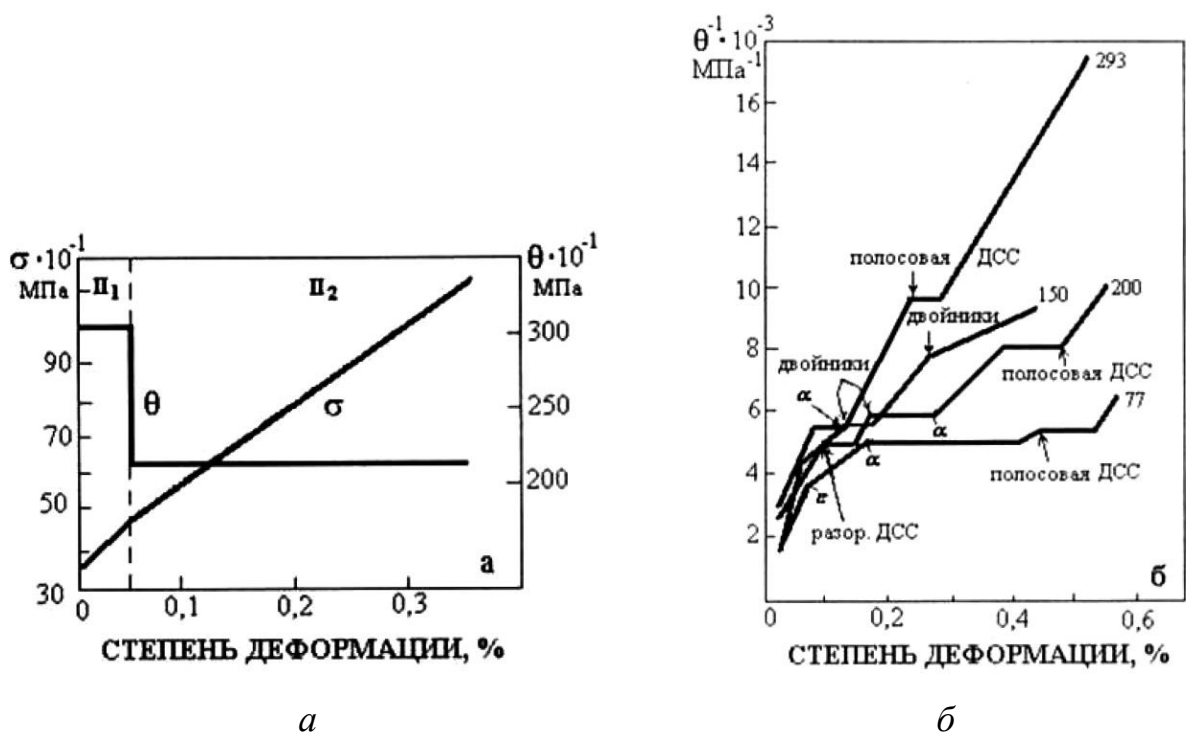 σ·10⁻¹
МПа
II₁
II₂
θ·10⁻¹
МПа
90
70
50
30
300
250
200
θ
σ
а
0
0,1
0,2
0,3
СТЕПЕНЬ ДЕФОРМАЦИИ, %
а
θ⁻¹·10⁻³
МПа⁻¹
16
14
12
10
8
6
4
2
293
полосовая ДСС
150
200
двойники
двойники
полосовая ДСС
α
α
α
77
полосовая ДСС
ε
разор. ДСС
б
0
0,2
0,4
0,6
СТЕПЕНЬ ДЕФОРМАЦИИ, %
б